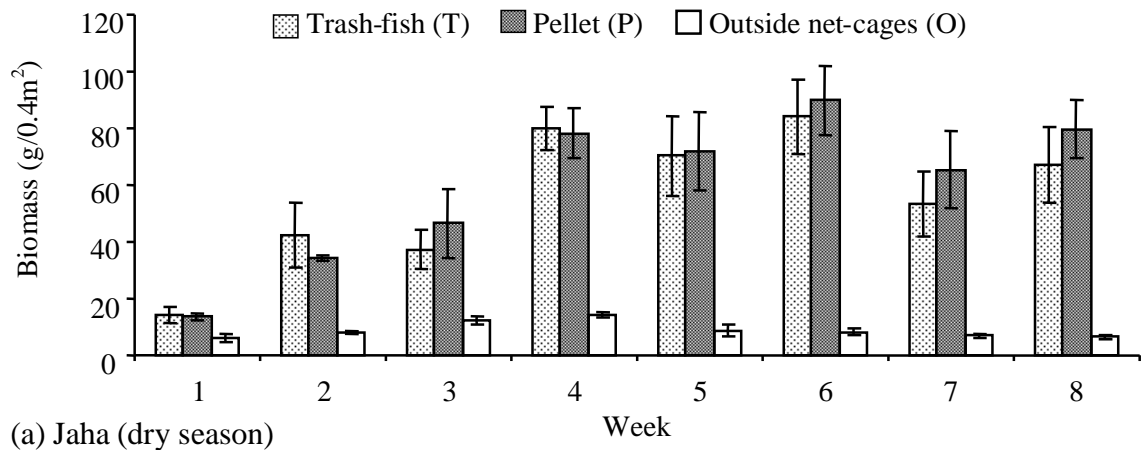 120
Trash-fish (T) Pellet (P) Outside net-cages (O)
100
80
60
40
20
0
Biomass (g/0.4m²)
1 2 3 4 5 6 7 8
Week
(a) Jaha (dry season)